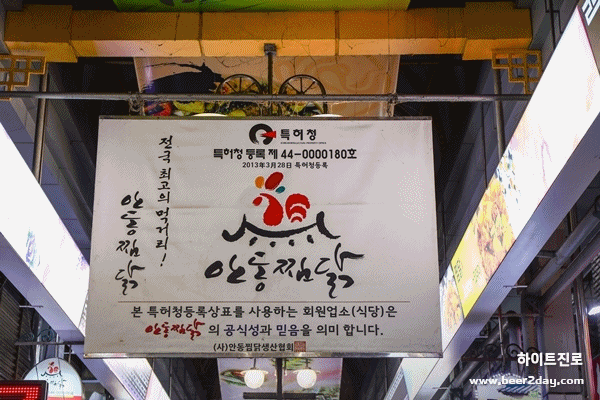 특허청
특허청 등록 제 44-0000180호
2013년 3월 28일 특허청등록
전국 최고의 먹거리!
안동찜닭
안동찜닭
본 특허청등록상표를 사용하는 회원업소(식당)은
안동찜닭 의 공식성과 믿음을 의미 합니다.
(사)안동찜닭생산협회
하이트진로
www.beer2day.com